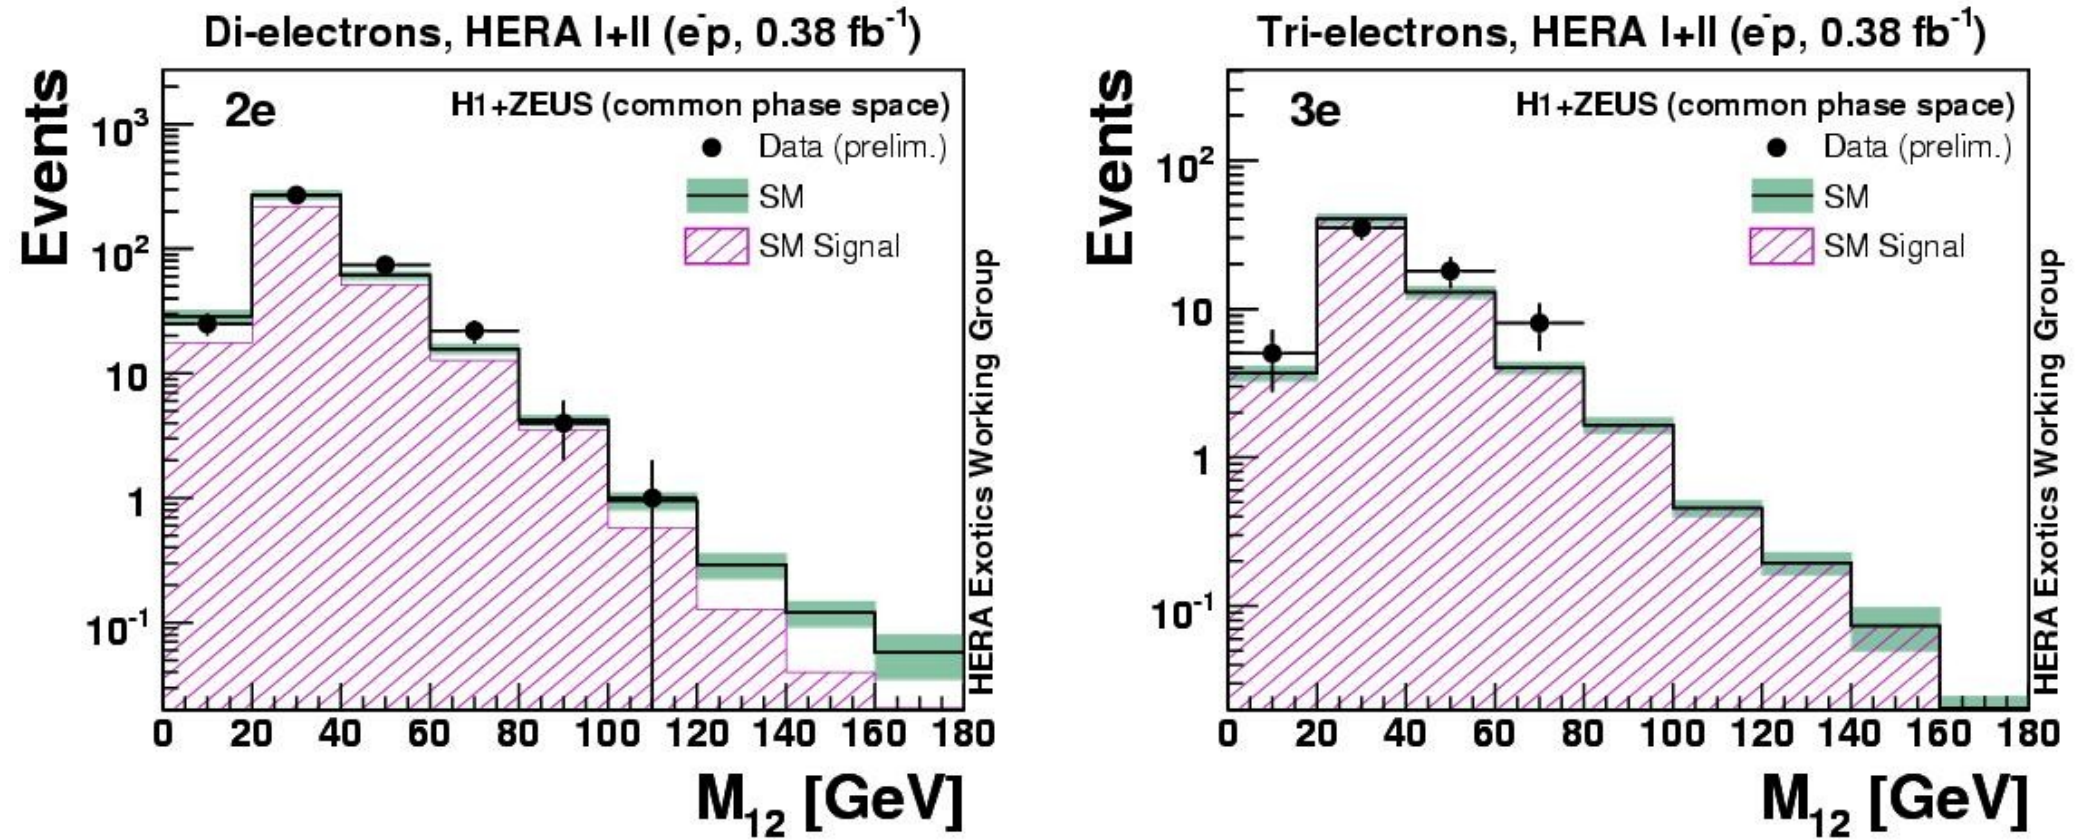 Di-electrons, HERA I+II (e⁻p, 0.38 fb⁻¹)
Events
2e
H1+ZEUS (common phase space)
Data (prelim.)
SM
SM Signal
10³
10²
10
1
10⁻¹
0 20 40 60 80 100 120 140 160 180
M₁₂ [GeV]
HERA Exotics Working Group
Tri-electrons, HERA I+II (e⁻p, 0.38 fb⁻¹)
Events
3e
H1+ZEUS (common phase space)
Data (prelim.)
SM
SM Signal
10²
10
1
10⁻¹
0 20 40 60 80 100 120 140 160 180
M₁₂ [GeV]
HERA Exotics Working Group